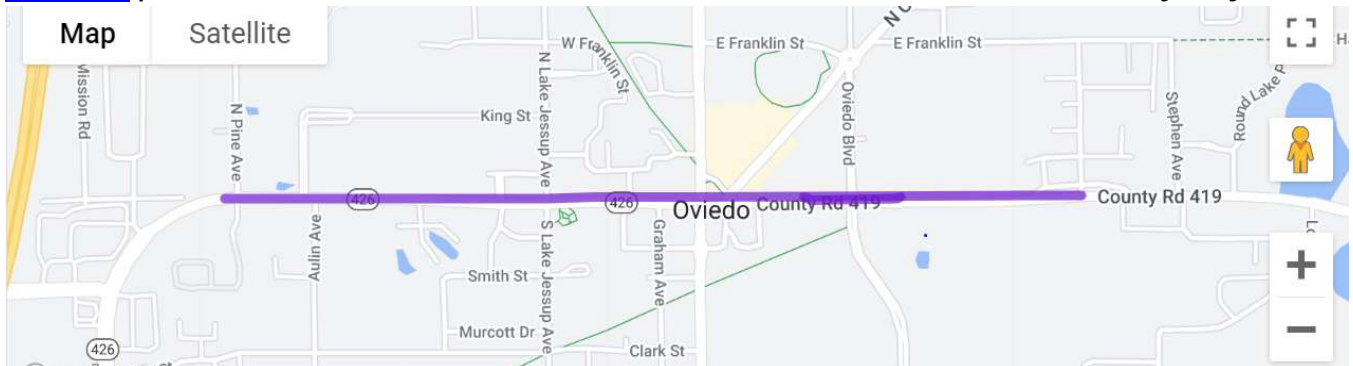 Map
Satellite
W Franklin St
E Franklin St
E Franklin St
Mission Rd
N Pine Ave
King St
N Lake Jessup Ave
Oviedo Blvd
Stephen Ave
Round Lake
426
426
Oviedo
County Rd 419
County Rd 419
Aulin Ave
S Lake Jessup Ave
Graham Ave
Smith St
Murcott Dr
Clark St
426
+
−